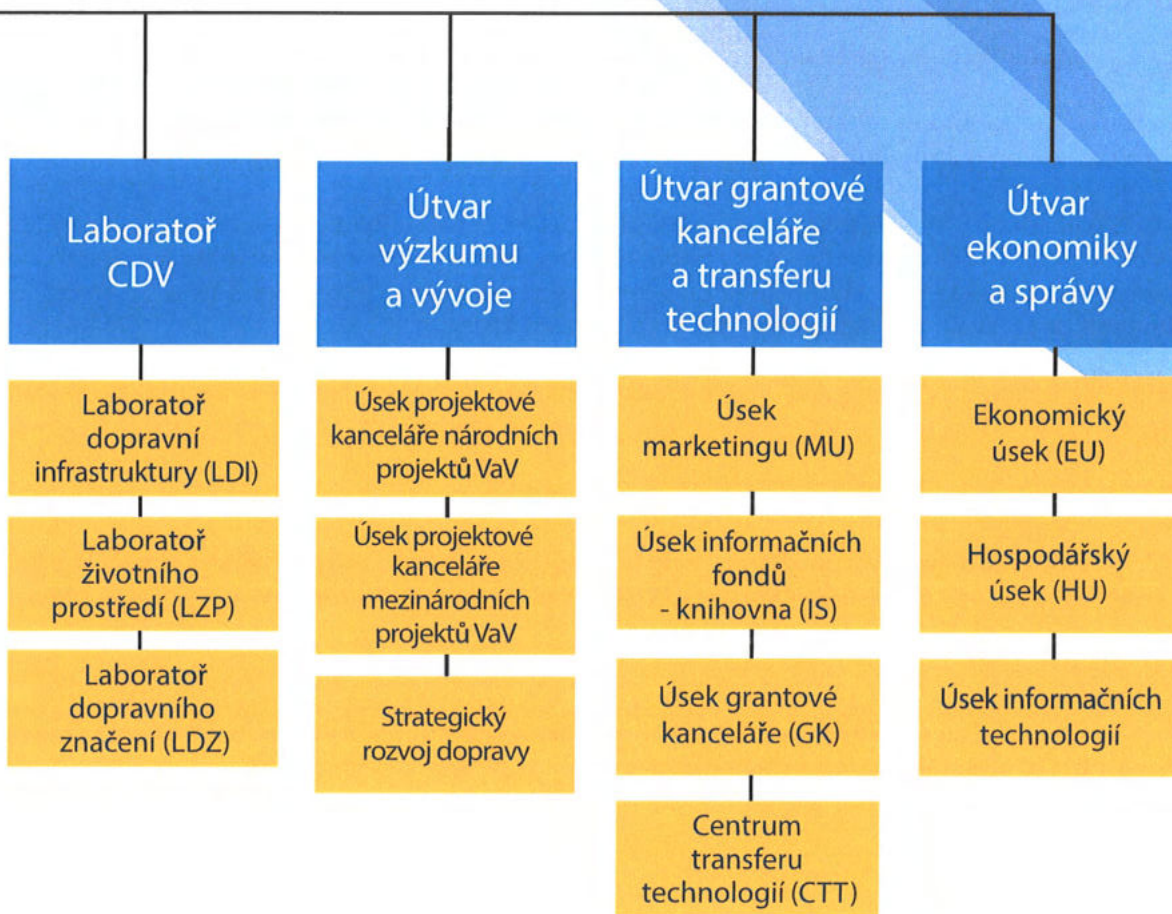 Laboratoř
CDV
Laboratoř
dopravní
infrastruktury (LDI)
Laboratoř
životního
prostředí (LZP)
Laboratoř
dopravního
značení (LDZ)
Útvar
výzkumu
a vývoje
Úsek projektové
kanceláře národních
projektů VaV
Úsek projektové
kanceláře
mezinárodních
projektů VaV
Strategický
rozvoj dopravy
Útvar grantové
kanceláře
a transferu
technologií
Úsek
marketingu (MU)
Úsek informačních
fondů
- knihovna (IS)
Úsek grantové
kanceláře (GK)
Centrum
transferu
technologií (CTT)
Útvar
ekonomiky
a správy
Ekonomický
úsek (EU)
Hospodářský
úsek (HU)
Úsek informačních
technologií